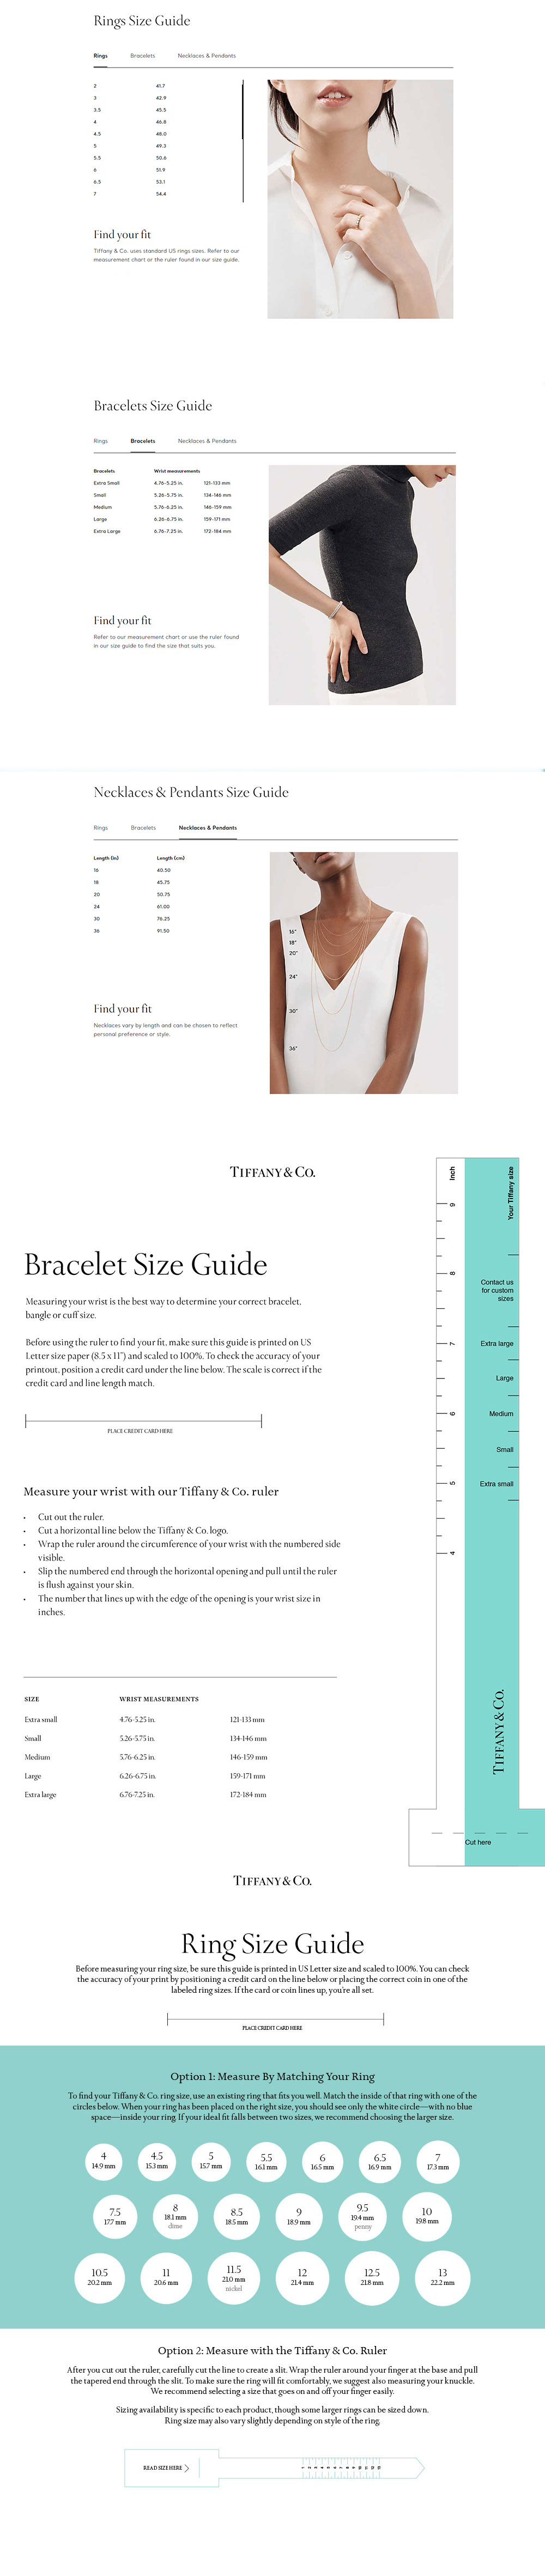 Rings Size Guide
Rings Bracelets Necklaces & Pendants
2 41.7
3 42.9
3.5 45.5
4 46.8
4.5 48.0
5 49.3
5.5 50.6
6 51.9
6.5 53.1
7 54.4
Find your fit
Tiffany & Co. uses standard US rings sizes. Refer to our
measurement chart or the ruler found in our size guide.
Bracelets Size Guide
Rings Bracelets Necklaces & Pendants
Bracelets Wrist measurements
Extra Small 4.76-5.25 in. 121-133 mm
Small 5.26-5.75 in. 134-146 mm
Medium 5.76-6.25 in. 146-159 mm
Large 6.26-6.75 in. 159-171 mm
Extra Large 6.76-7.25 in. 172-184 mm
Find your fit
Refer to our measurement chart or use the ruler found
in our size guide to find the size that suits you.
Necklaces & Pendants Size Guide
Rings Bracelets Necklaces & Pendants
Length (in) Length (cm)
16 40.50
18 45.75
20 50.75
24 61.00
30 76.25
36 91.50
16"
18"
20"
24"
30"
36"
Find your fit
Necklaces vary by length and can be chosen to reflect
personal preference or style.
TIFFANY & CO.
Bracelet Size Guide
Measuring your wrist is the best way to determine your correct bracelet,
bangle or cuff size.
Before using the ruler to find your fit, make sure this guide is printed on US
Letter size paper (8.5 x 11") and scaled to 100%. To check the accuracy of your
printout, position a credit card under the line below. The scale is correct if the
credit card and line length match.
PLACE CREDIT CARD HERE
Measure your wrist with our Tiffany & Co. ruler
• Cut out the ruler.
• Cut a horizontal line below the Tiffany & Co. logo.
• Wrap the ruler around the circumference of your wrist with the numbered side
visible.
• Slip the numbered end through the horizontal opening and pull until the ruler
is flush against your skin.
• The number that lines up with the edge of the opening is your wrist size in
inches.
SIZE WRIST MEASUREMENTS
Extra small 4.76-5.25 in. 121-133 mm
Small 5.26-5.75 in. 134-146 mm
Medium 5.76-6.25 in. 146-159 mm
Large 6.26-6.75 in. 159-171 mm
Extra large 6.76-7.25 in. 172-184 mm
Inch
Your Tiffany size
9
8
Contact us
for custom
sizes
7
Extra large
Large
6
Medium
Small
5
Extra small
4
TIFFANY & CO.
Cut here
TIFFANY & CO.
Ring Size Guide
Before measuring your ring size, be sure this guide is printed in US Letter size and scaled to 100%. You can check
the accuracy of your print by positioning a credit card on the line below or placing the correct coin in one of the
labeled ring sizes. If the card or coin lines up, you're all set.
PLACE CREDIT CARD HERE
Option 1: Measure By Matching Your Ring
To find your Tiffany & Co. ring size, use an existing ring that fits you well. Match the inside of that ring with one of the
circles below. When your ring has been placed on the right size, you should see only the white circle—with no blue
space—inside your ring. If your ideal fit falls between two sizes, we recommend choosing the larger size.
4 4.5 5 5.5 6 6.5 7
14.9 mm 15.3 mm 15.7 mm 16.1 mm 16.5 mm 16.9 mm 17.3 mm
7.5 8 8.5 9 9.5 10
17.7 mm 18.1 mm 18.5 mm 18.9 mm 19.4 mm 19.8 mm
dime penny
10.5 11 11.5 12 12.5 13
20.2 mm 20.6 mm 21.0 mm 21.4 mm 21.8 mm 22.2 mm
nickel
Option 2: Measure with the Tiffany & Co. Ruler
After you cut out the ruler, carefully cut the line to create a slit. Wrap the ruler around your finger at the base and pull
the tapered end through the slit. To make sure the ring will fit comfortably, we suggest also measuring your knuckle.
We recommend selecting a size that goes on and off your finger easily.
Sizing availability is specific to each product, though some larger rings can be sized down.
Ring size may also vary slightly depending on style of the ring.
READ SIZE HERE